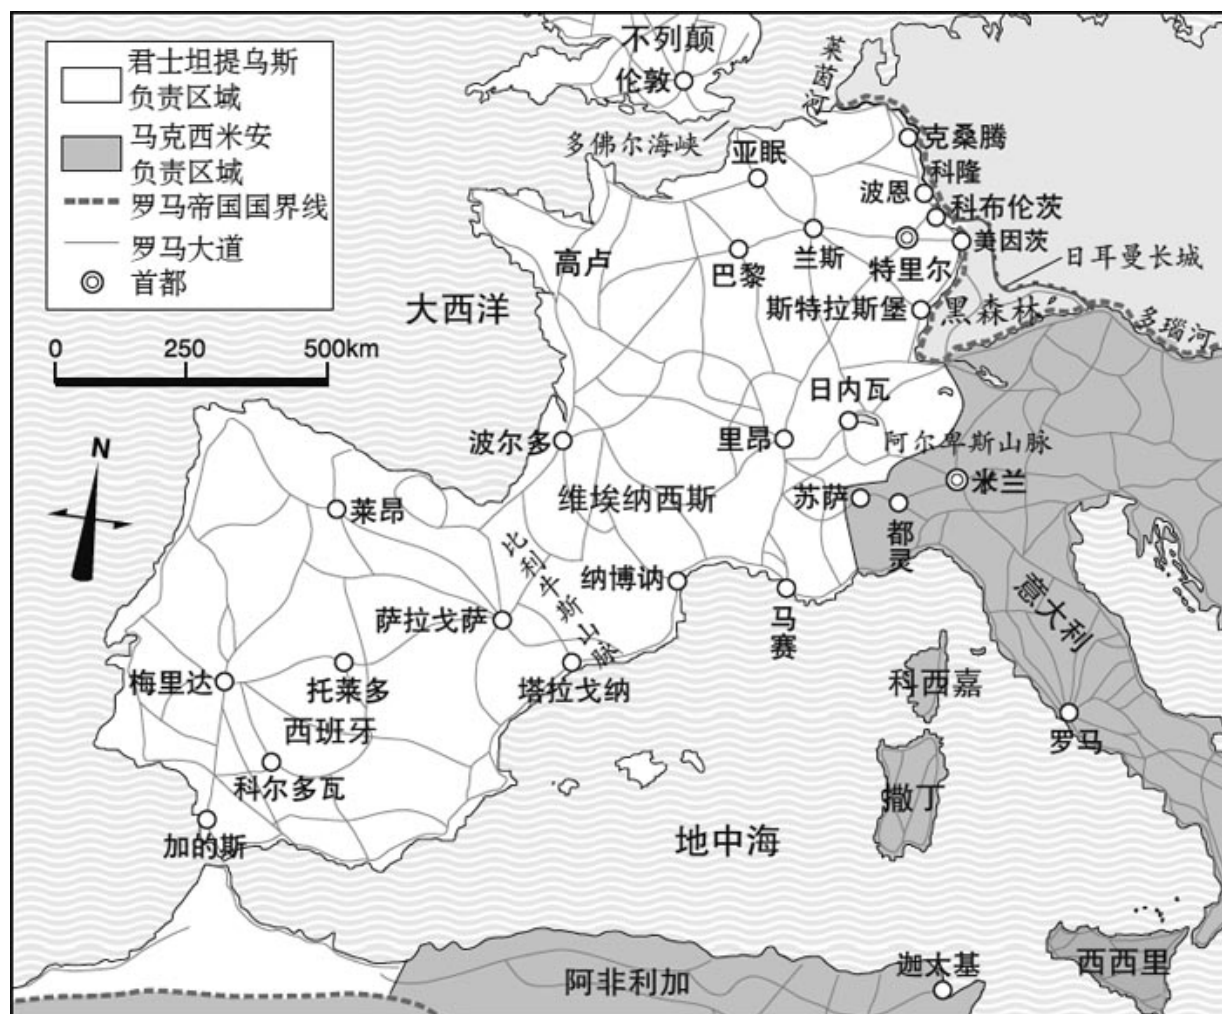 君士坦提乌斯
负责区域
马克西米安
负责区域
罗马帝国国界线
罗马大道
首都
0 250 500km
N
不列颠
伦敦
莱茵河
多佛尔海峡
亚眠
克桑腾
科隆
波恩
科布伦茨
兰斯
美因茨
特里尔
巴黎
高卢
日耳曼长城
大西洋
斯特拉斯堡
黑森林
多瑙河
日内瓦
波尔多
里昂
阿尔卑斯山脉
米兰
苏萨
维埃纳西斯
莱昂
都灵
比利牛斯山脉
纳博讷
马赛
意大利
萨拉戈萨
梅里达
托莱多
塔拉戈纳
科西嘉
西班牙
罗马
科尔多瓦
撒丁
加的斯
地中海
阿非利加
迦太基
西西里